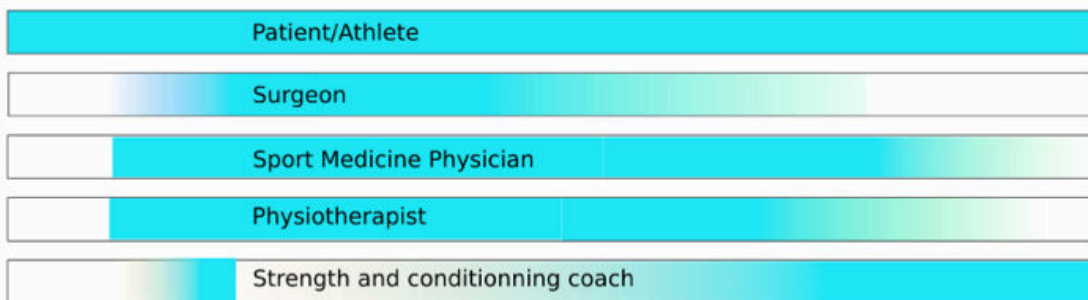 Patient/Athlete
Surgeon
Sport Medicine Physician
Physiotherapist
Strength and conditionning coach